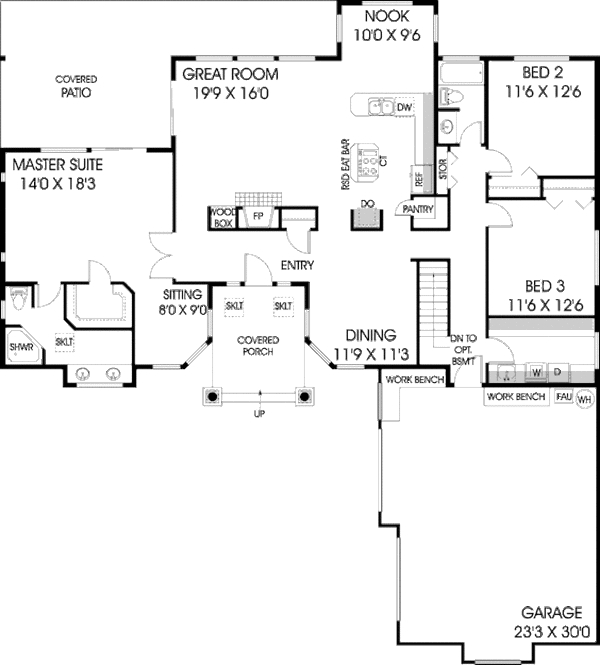 NOOK
10'0 X 9'6
COVERED
PATIO
GREAT ROOM
19'9 X 16'0
BED 2
11'6 X 12'6
DW
RSD EAT BAR
CT
REF
STOR
MASTER SUITE
14'0 X 18'3
WOOD
BOX
FP
DO
PANTRY
ENTRY
SITTING
8'0 X 9'0
SKLT
SKLT
BED 3
11'6 X 12'6
SHWR
SKLT
COVERED
PORCH
DINING
11'9 X 11'3
DN TO
OPT.
BSMT
W
D
WORK BENCH
WORK BENCH
FAU
WH
UP
GARAGE
23'3 X 30'0